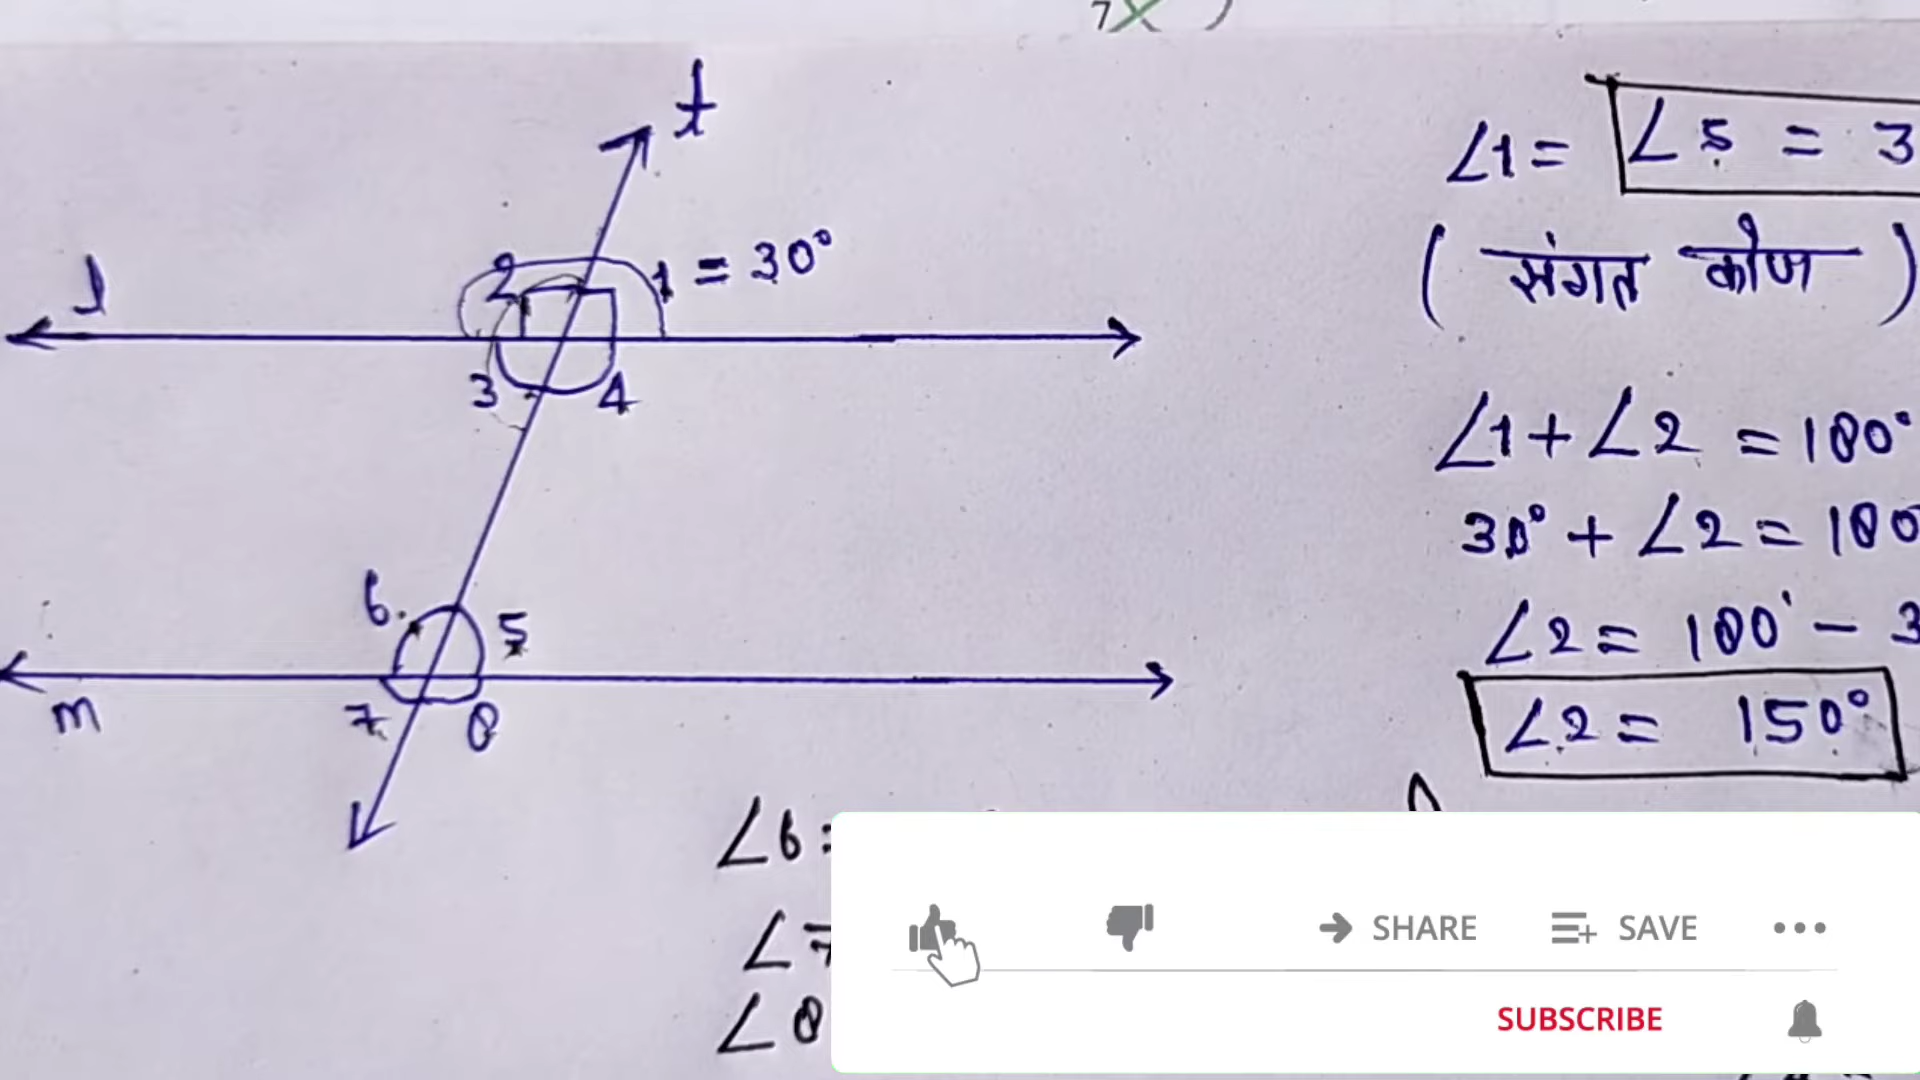 7
t
l
2
1 = 30°
3
4
6
5
m
7
8
∠1 = ∠5 = 3
(संगत कोण)
∠1 + ∠2 = 180°
30° + ∠2 = 180
∠2 = 180° - 3
∠2 = 150°
∠6 =
∠7
∠8
SHARE
SAVE
SUBSCRIBE